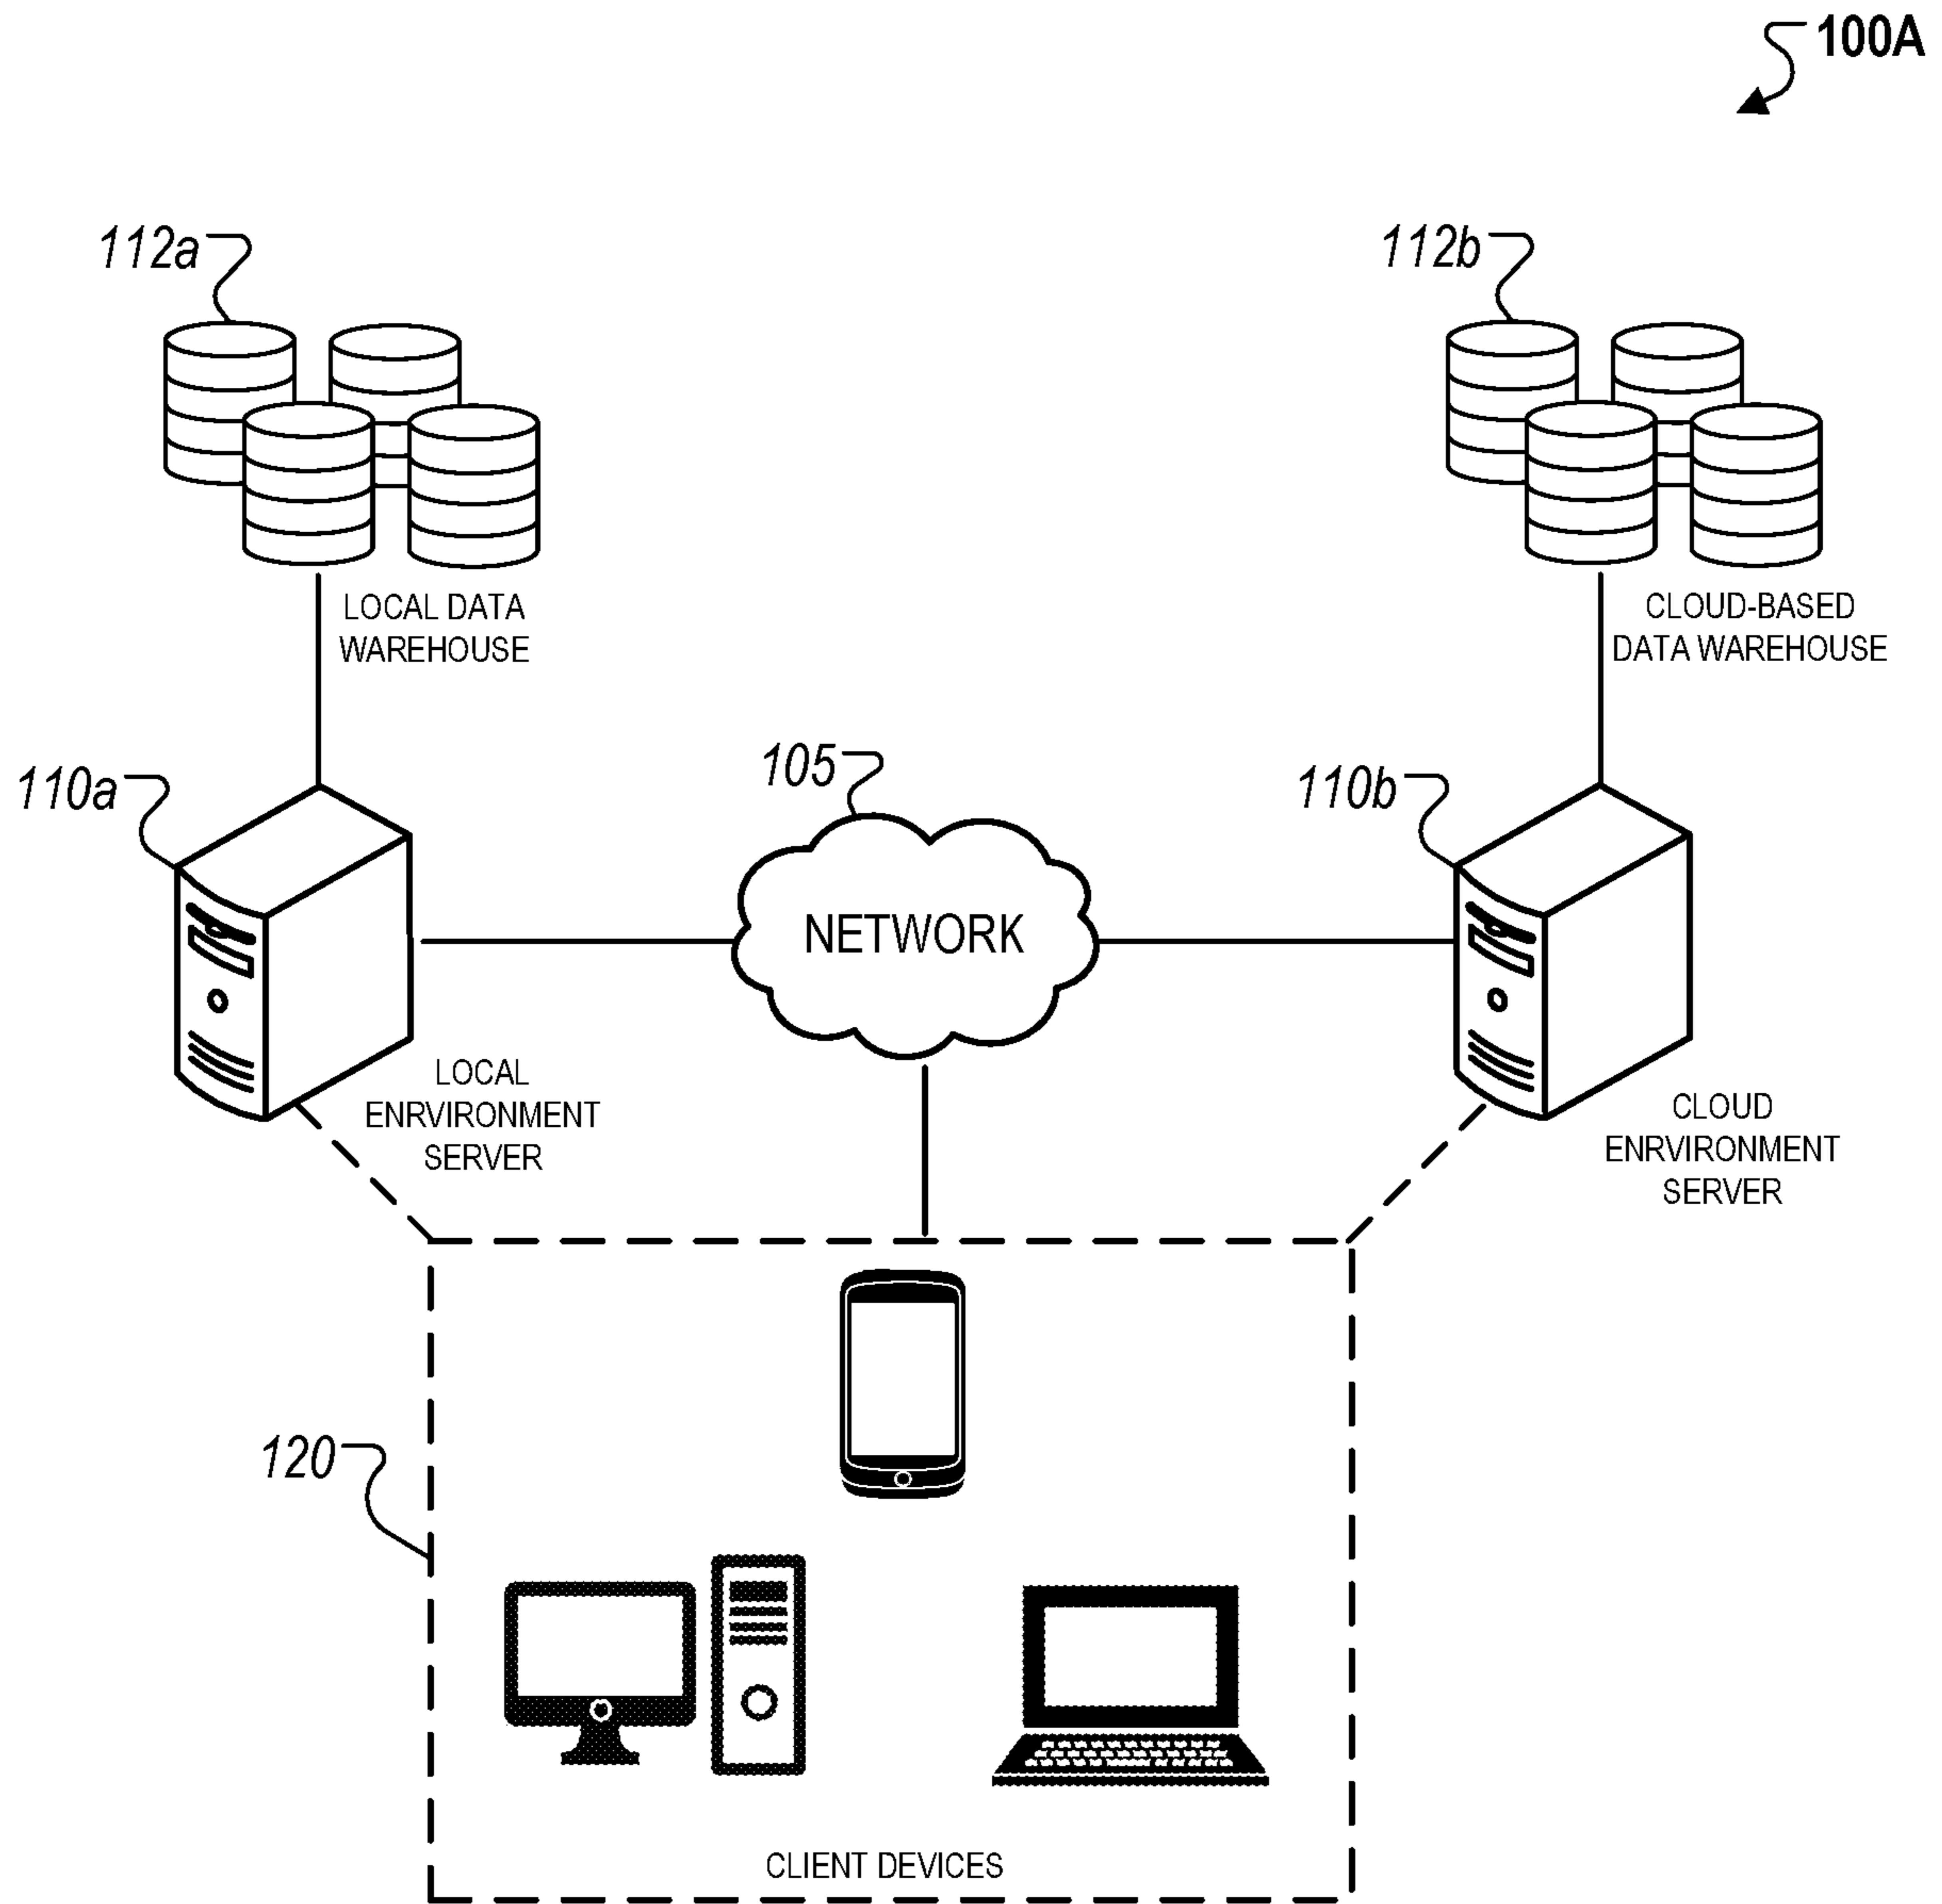 100A
112a
112b
LOCAL DATA
WAREHOUSE
CLOUD-BASED
DATA WAREHOUSE
110a
105
110b
NETWORK
LOCAL
ENRVIRONMENT
SERVER
CLOUD
ENRVIRONMENT
SERVER
120
CLIENT DEVICES